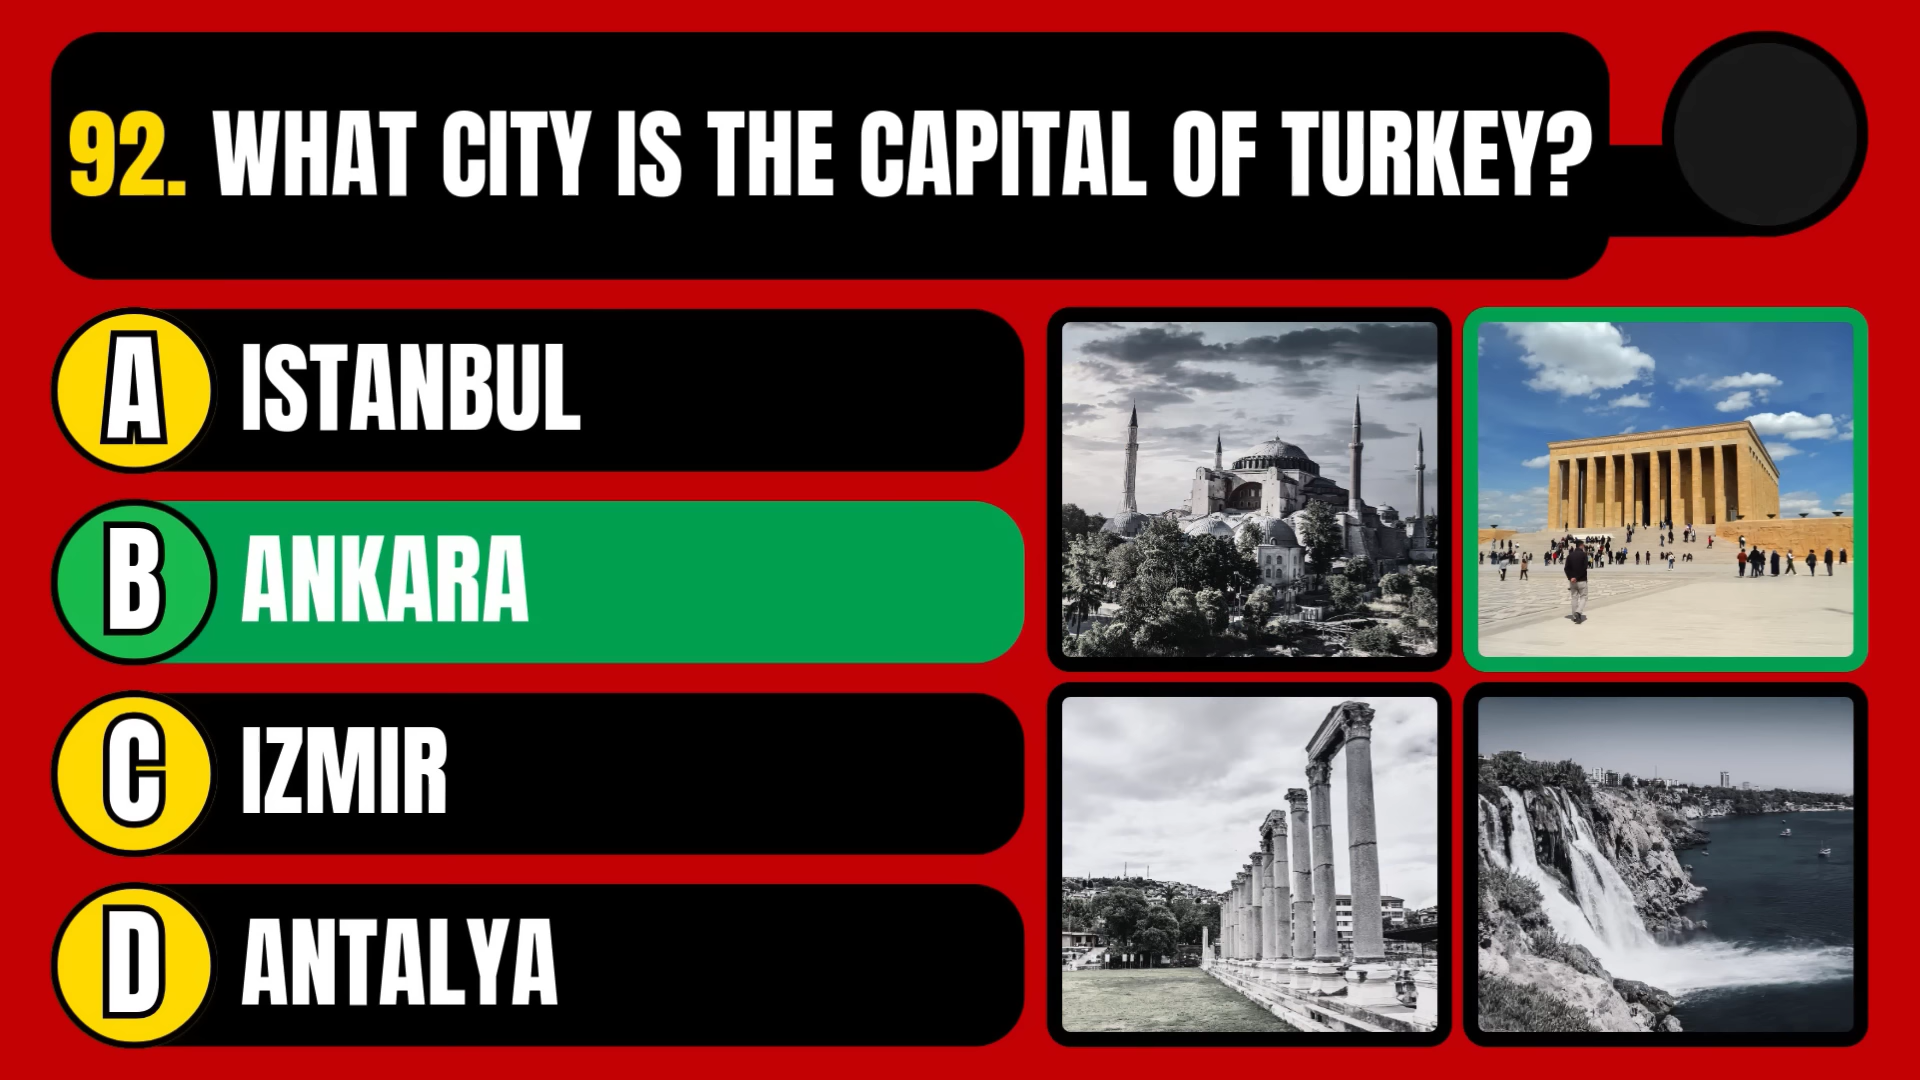 92. WHAT CITY IS THE CAPITAL OF TURKEY?
A ISTANBUL
B ANKARA
C IZMIR
D ANTALYA